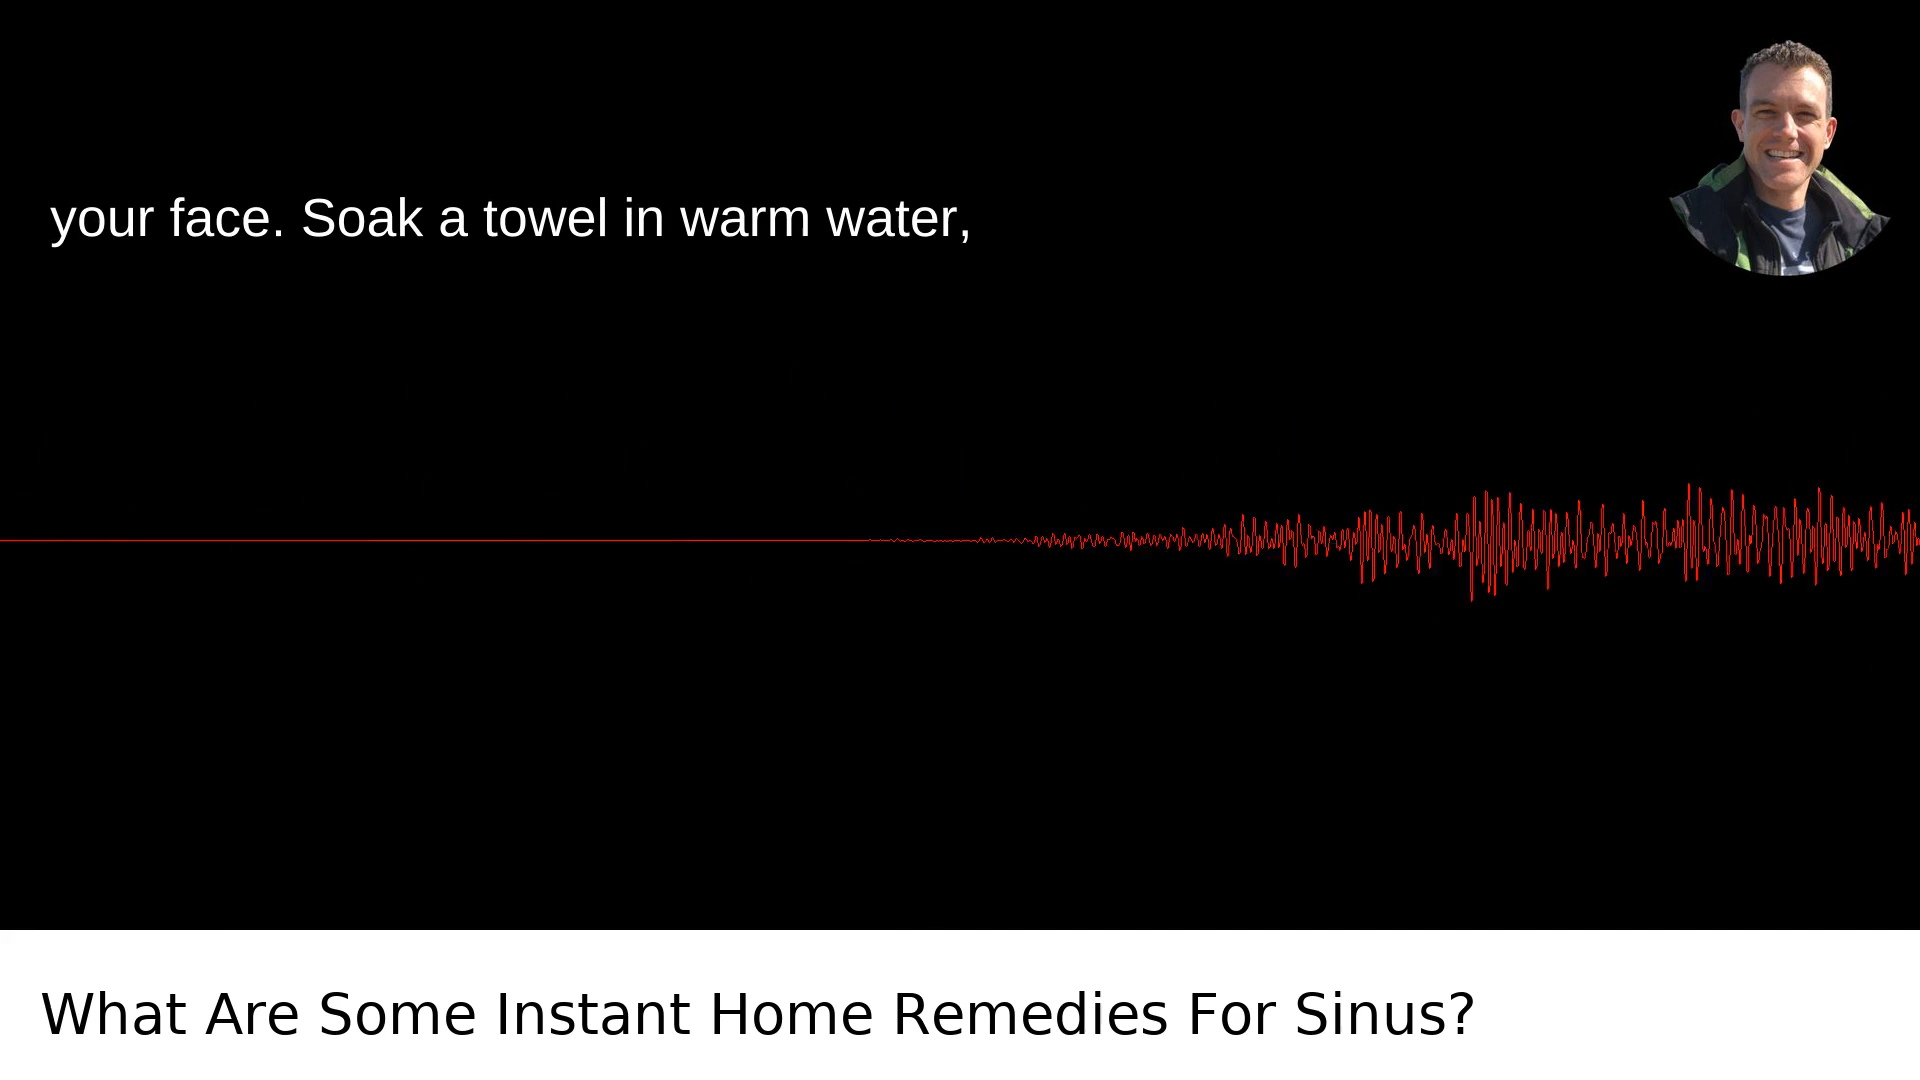 your face. Soak a towel in warm water,
What Are Some Instant Home Remedies For Sinus?